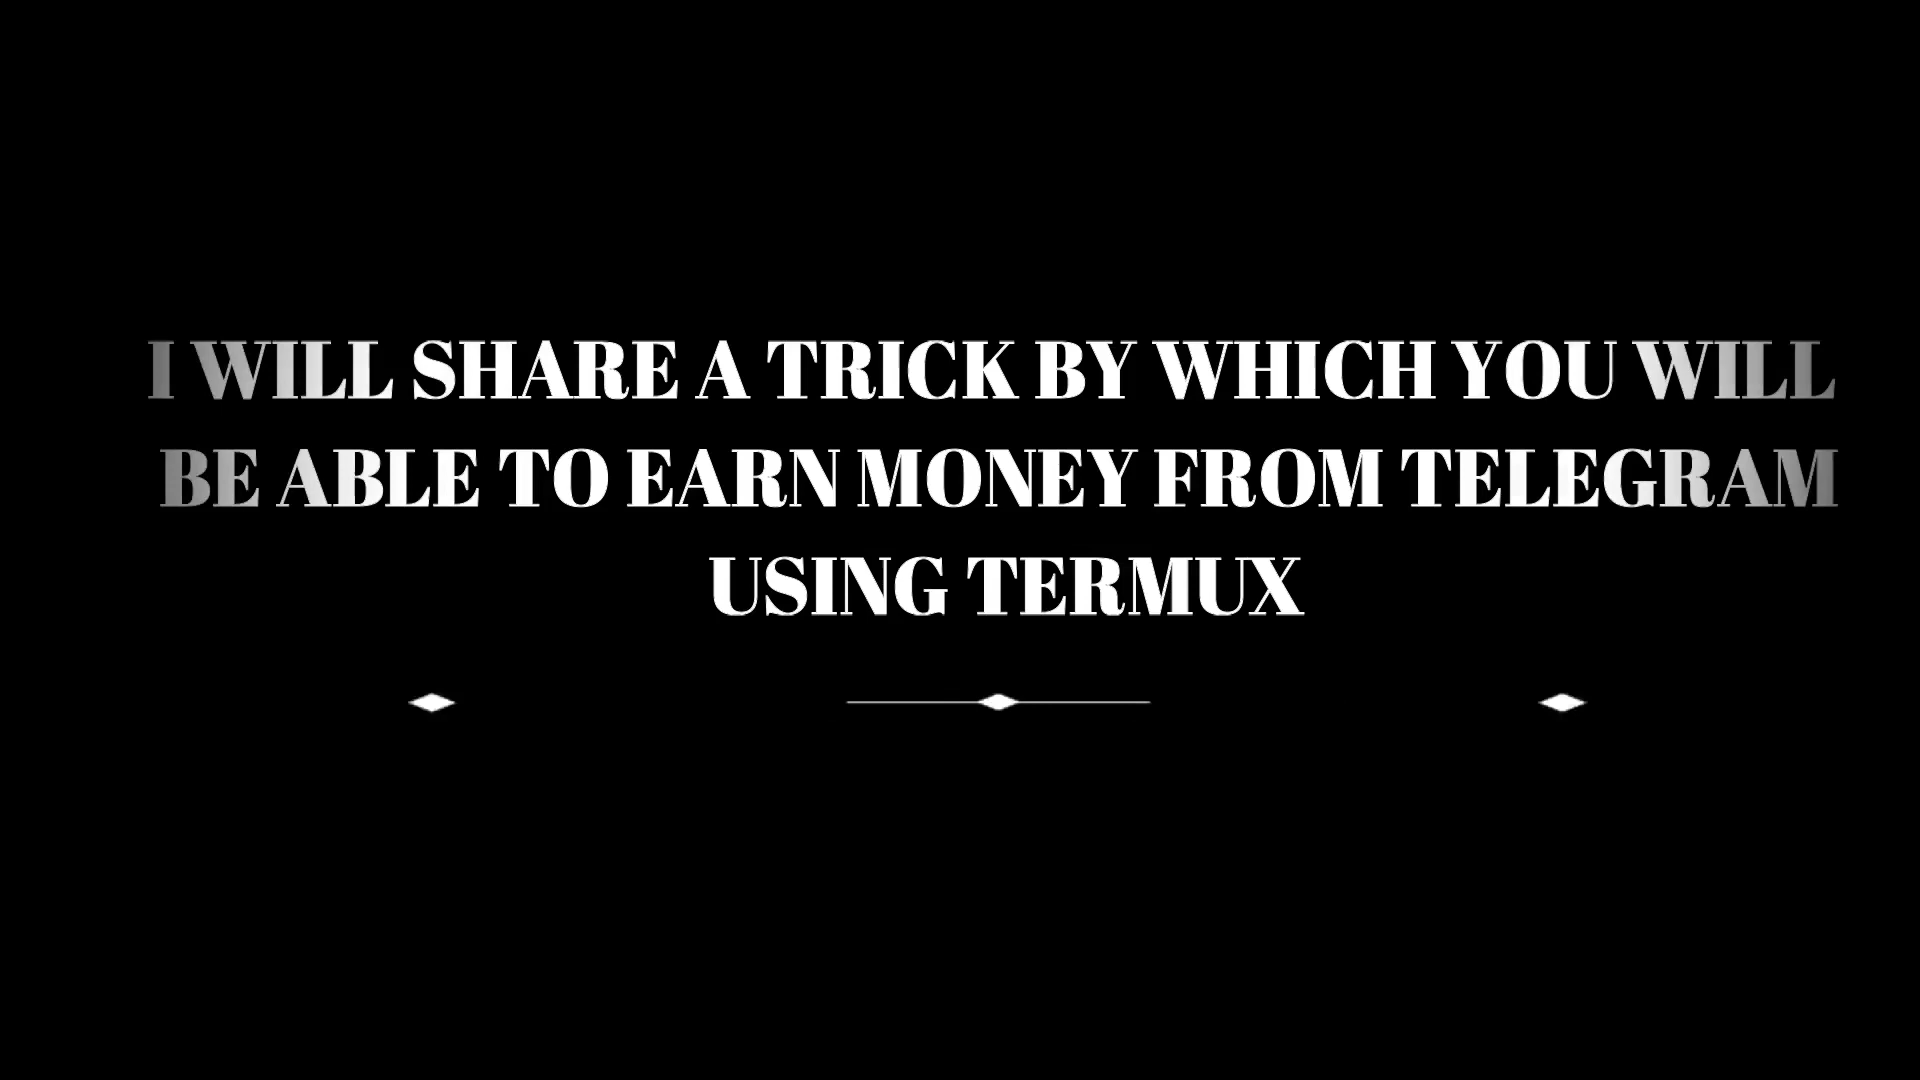 I WILL SHARE A TRICK BY WHICH YOU WILL
BE ABLE TO EARN MONEY FROM TELEGRAM
USING TERMUX